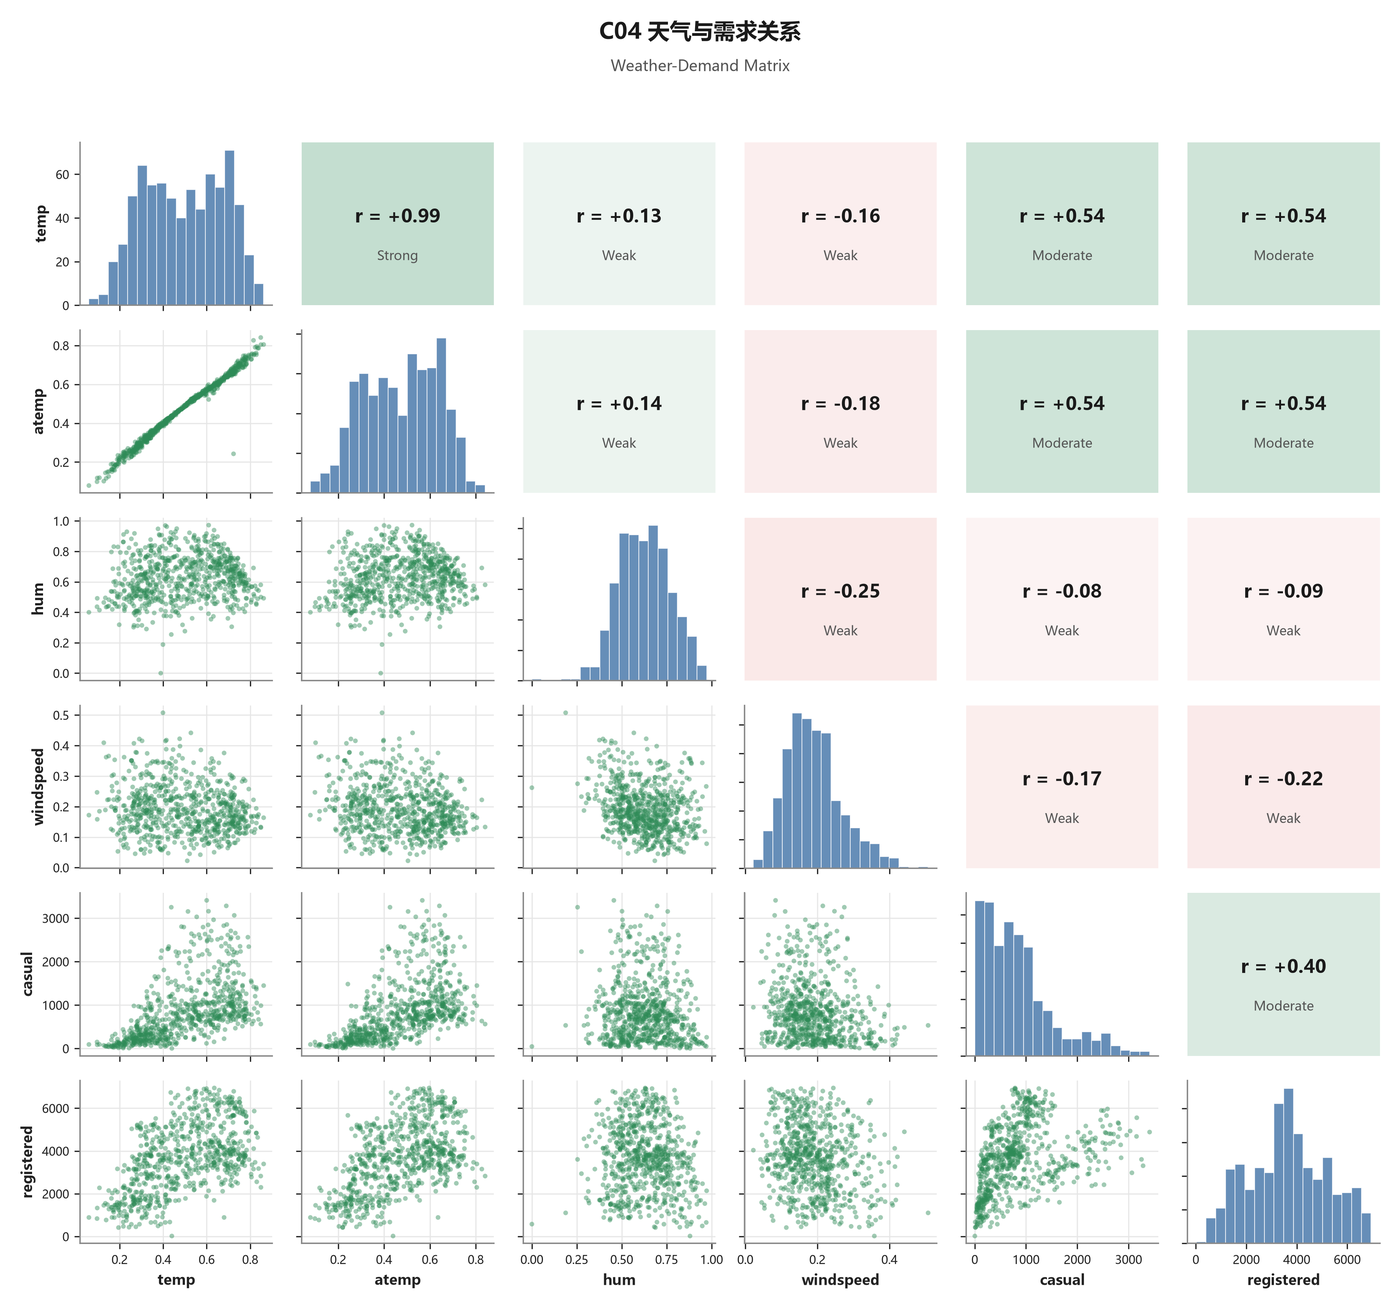 C04 天气与需求关系
Weather-Demand Matrix
temp
60
40
20
0
r = +0.99
Strong
r = +0.13
Weak
r = -0.16
Weak
r = +0.54
Moderate
r = +0.54
Moderate
atemp
0.8
0.6
0.4
0.2
r = +0.14
Weak
r = -0.18
Weak
r = +0.54
Moderate
r = +0.54
Moderate
hum
1.0
0.8
0.6
0.4
0.2
0.0
r = -0.25
Weak
r = -0.08
Weak
r = -0.09
Weak
windspeed
0.5
0.4
0.3
0.2
0.1
0.0
r = -0.17
Weak
r = -0.22
Weak
casual
3000
2000
1000
0
r = +0.40
Moderate
registered
6000
4000
2000
0
0.2 0.4 0.6 0.8
temp
0.2 0.4 0.6 0.8
atemp
0.00 0.25 0.50 0.75 1.00
hum
0.0 0.2 0.4
windspeed
0 1000 2000 3000
casual
0 2000 4000 6000
registered